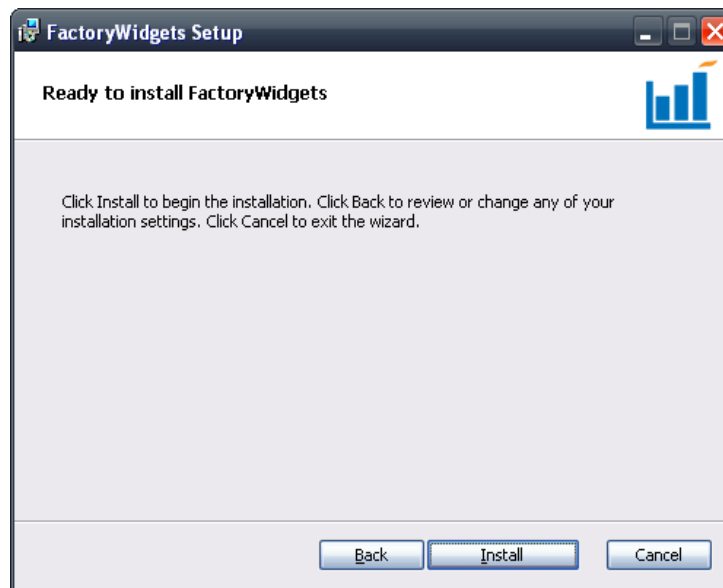 FactoryWidgets Setup
Ready to install FactoryWidgets
Click Install to begin the installation. Click Back to review or change any of your
installation settings. Click Cancel to exit the wizard.
Back Install Cancel